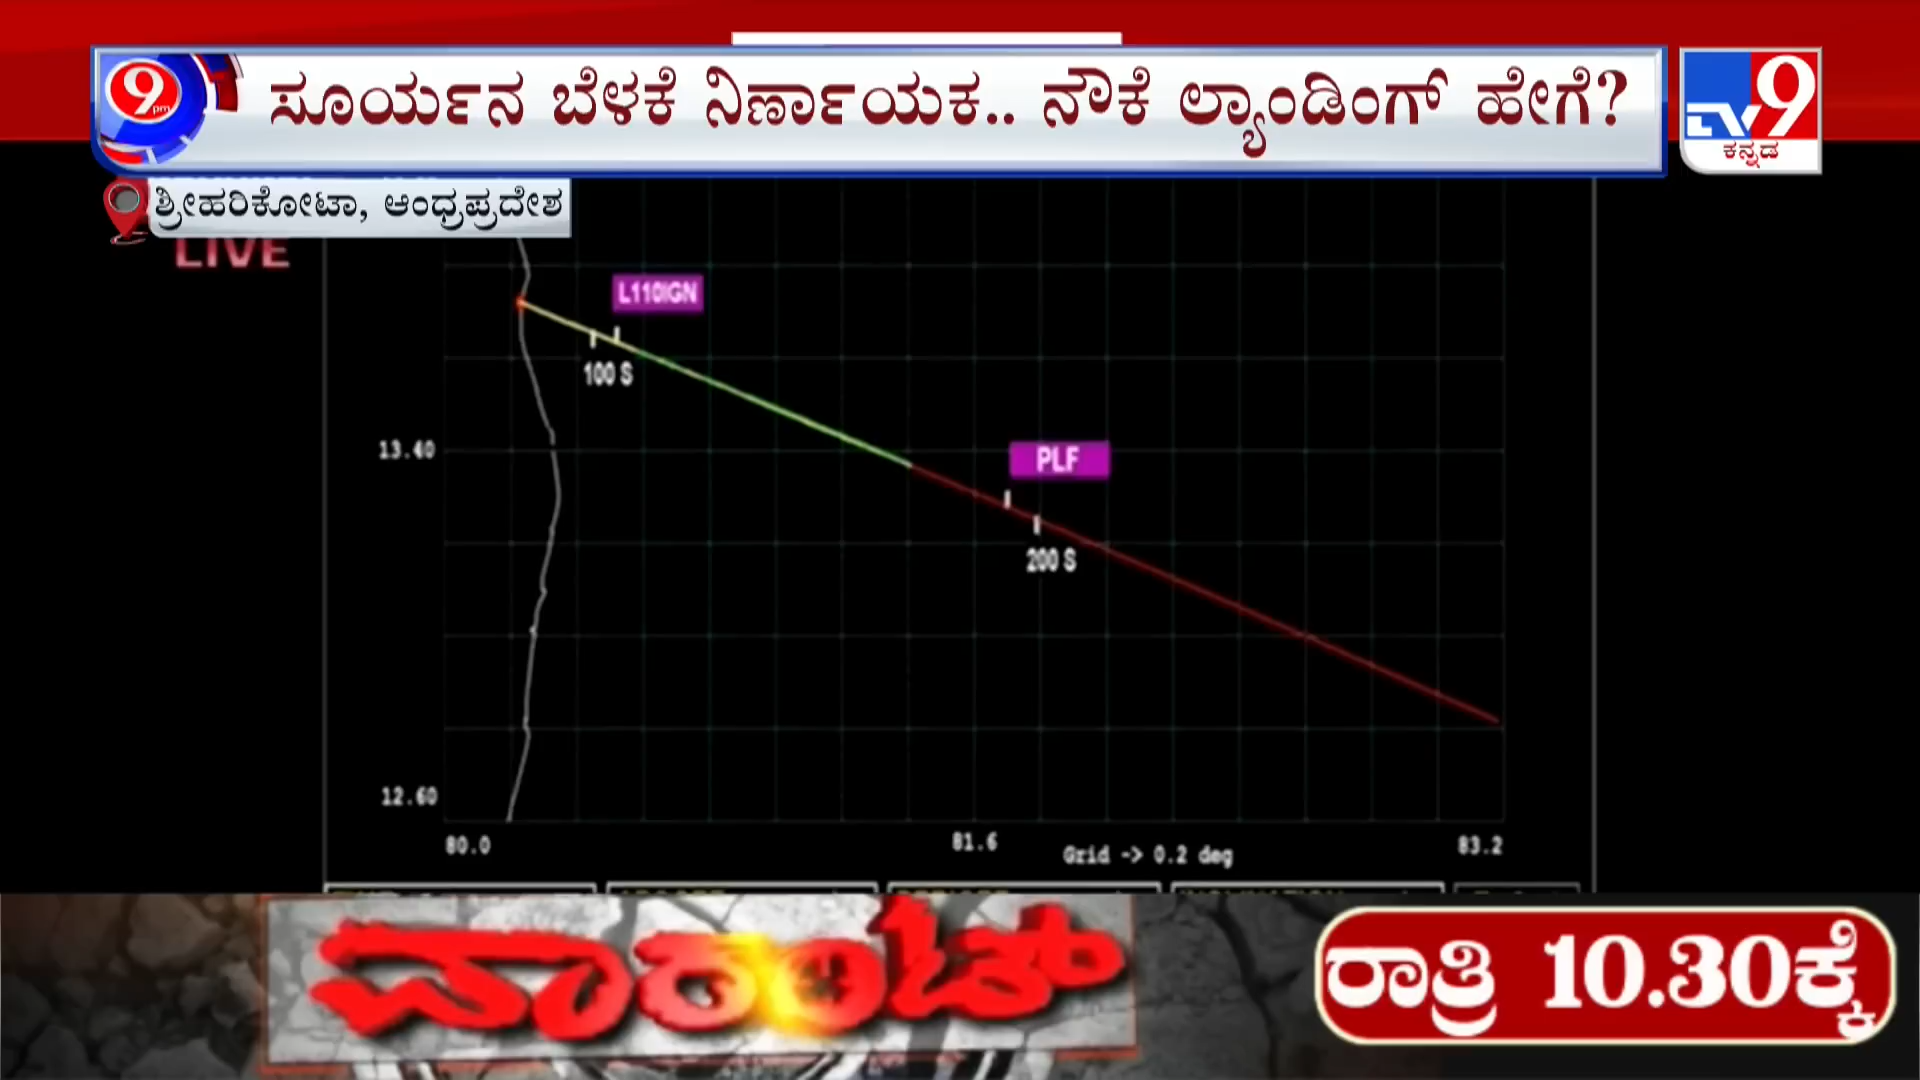 9pm
ಸೂರ್ಯನ ಬೆಳಕೆ ನಿರ್ಣಾಯಕ.. ನೌಕೆ ಲ್ಯಾಂಡಿಂಗ್ ಹೇಗೆ?
TV9
ಕನ್ನಡ
ಶ್ರೀಹರಿಕೋಟಾ, ಆಂಧ್ರಪ್ರದೇಶ
LIVE
L110IGN
100 S
13.40
PLF
200 S
12.60
80.0
81.6
Grid -> 0.2 deg
83.2
ವಾರಂಟ್
ರಾತ್ರಿ 10.30ಕ್ಕೆ